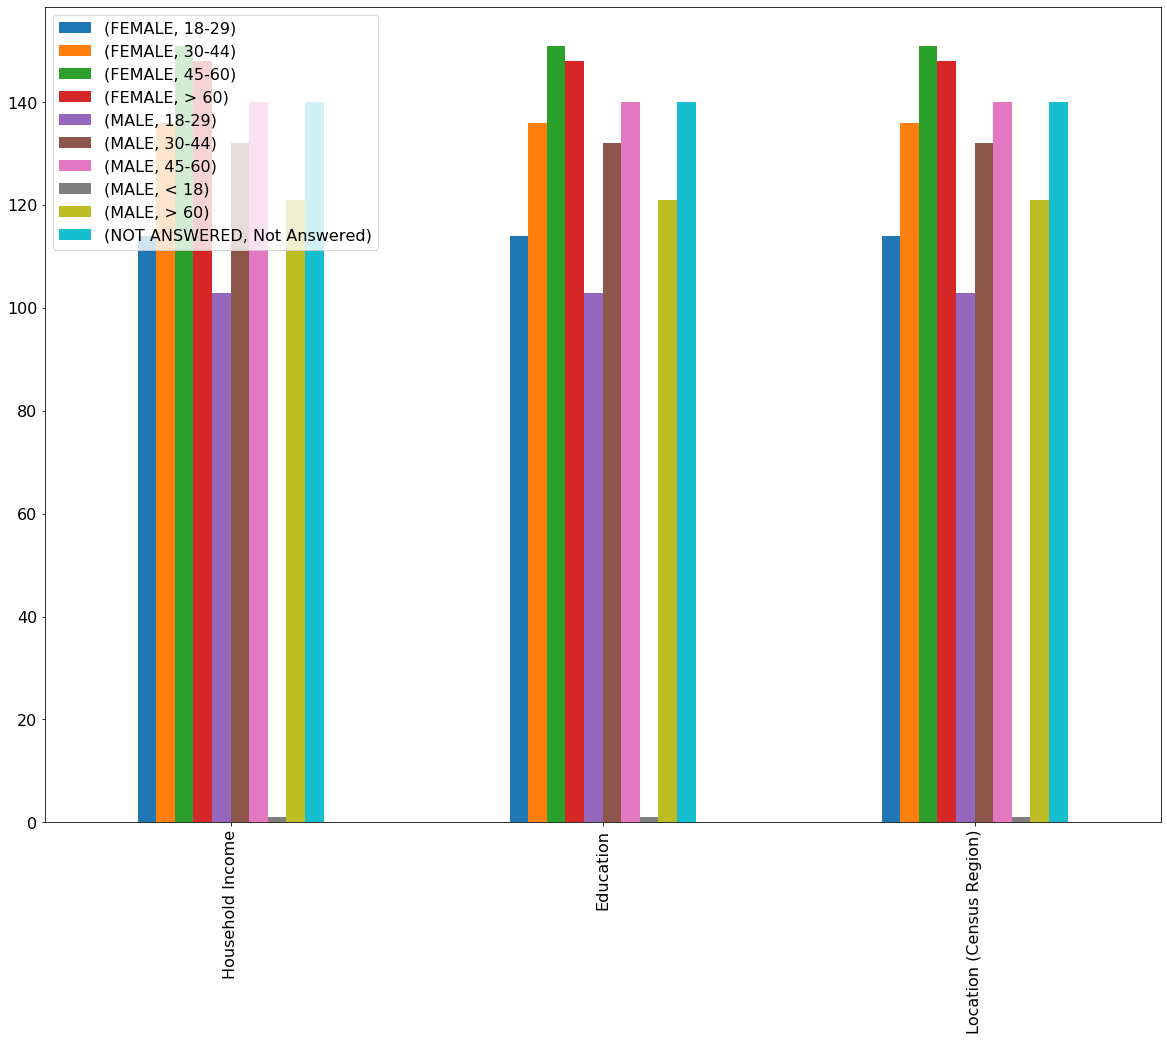 (FEMALE, 18-29)
(FEMALE, 30-44)
(FEMALE, 45-60)
(FEMALE, > 60)
(MALE, 18-29)
(MALE, 30-44)
(MALE, 45-60)
(MALE, < 18)
(MALE, > 60)
(NOT ANSWERED, Not Answered)
140
120
100
80
60
40
20
0
Household Income
Education
Location (Census Region)